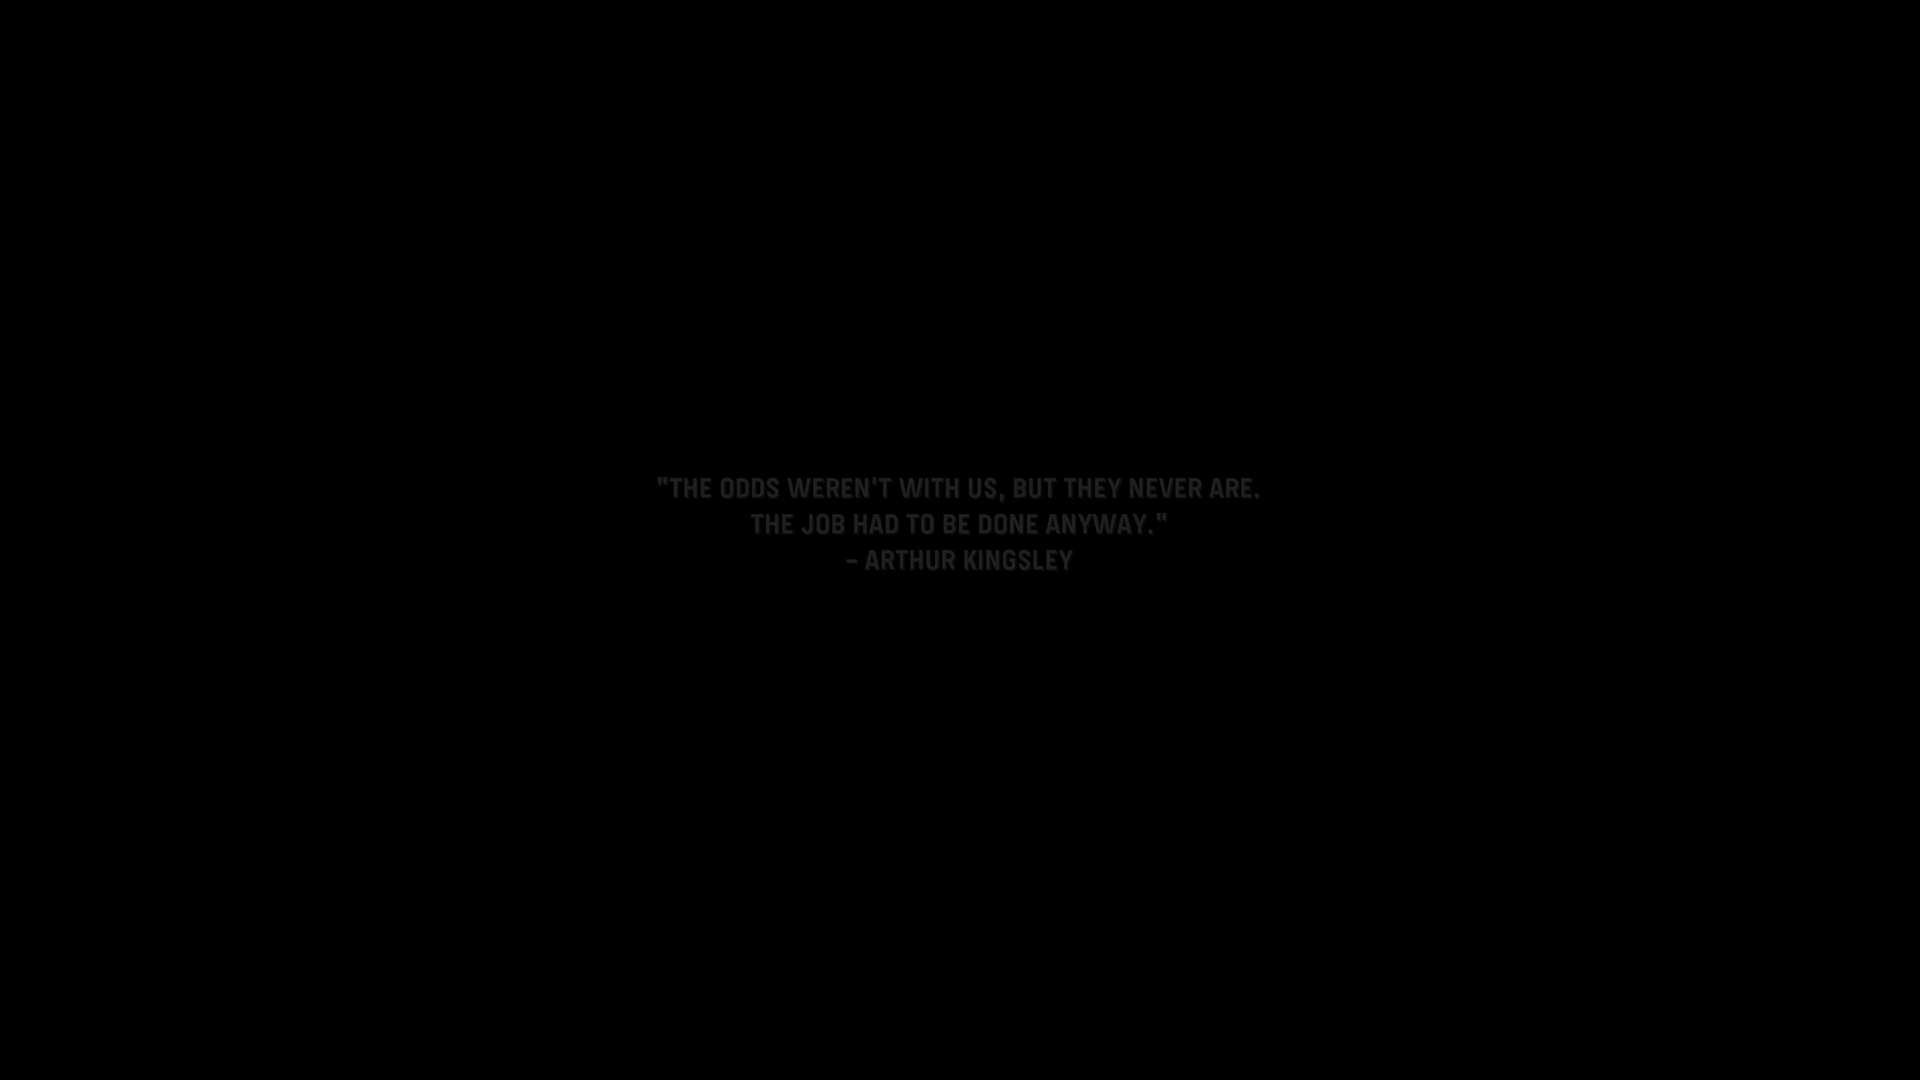 "THE ODDS WEREN'T WITH US, BUT THEY NEVER ARE.
THE JOB HAD TO BE DONE ANYWAY."
– ARTHUR KINGSLEY